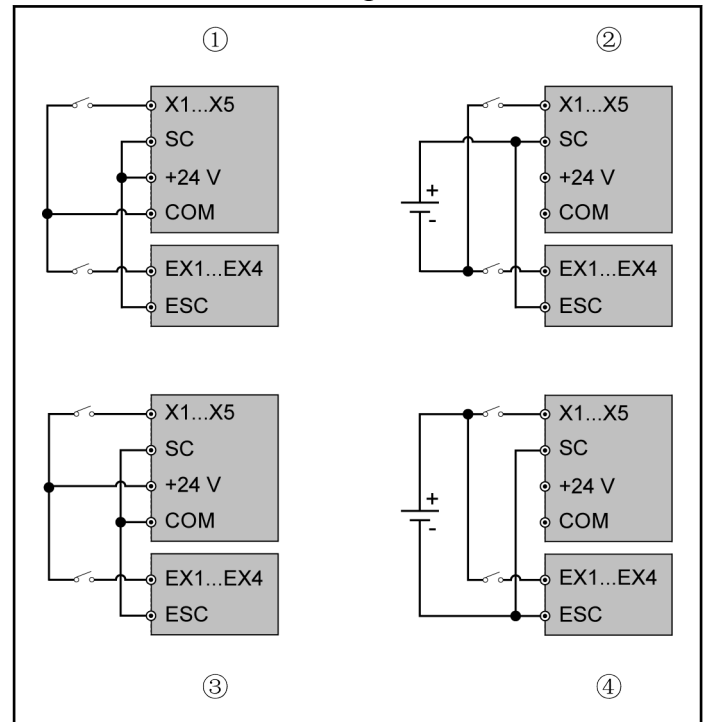 ① ②
X1...X5
SC
+24 V
COM
EX1...EX4
ESC
X1...X5
SC
+
+24 V
-
COM
EX1...EX4
ESC
X1...X5
SC
+24 V
COM
EX1...EX4
ESC
X1...X5
SC
+
+24 V
-
COM
EX1...EX4
ESC
③ ④